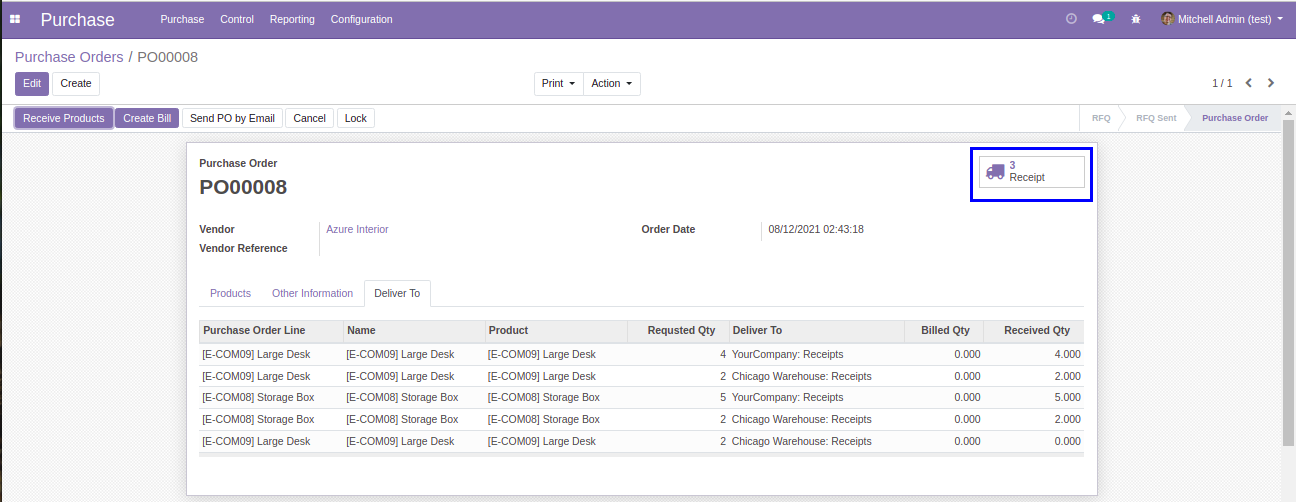 Purchase Purchase Control Reporting Configuration 1 Mitchell Admin (test)
Purchase Orders / PO00008
Edit Create Print Action 1 / 1
Receive Products Create Bill Send PO by Email Cancel Lock RFQ RFQ Sent Purchase Order
Purchase Order
3
Receipt
PO00008
Vendor Azure Interior Order Date 08/12/2021 02:43:18
Vendor Reference
Products Other Information Deliver To
Purchase Order Line Name Product Requsted Qty Deliver To Billed Qty Received Qty
[E-COM09] Large Desk [E-COM09] Large Desk [E-COM09] Large Desk 4 YourCompany: Receipts 0.000 4.000
[E-COM09] Large Desk [E-COM09] Large Desk [E-COM09] Large Desk 2 Chicago Warehouse: Receipts 0.000 2.000
[E-COM08] Storage Box [E-COM08] Storage Box [E-COM08] Storage Box 5 YourCompany: Receipts 0.000 5.000
[E-COM08] Storage Box [E-COM08] Storage Box [E-COM08] Storage Box 2 Chicago Warehouse: Receipts 0.000 2.000
[E-COM09] Large Desk [E-COM09] Large Desk [E-COM09] Large Desk 2 Chicago Warehouse: Receipts 0.000 0.000